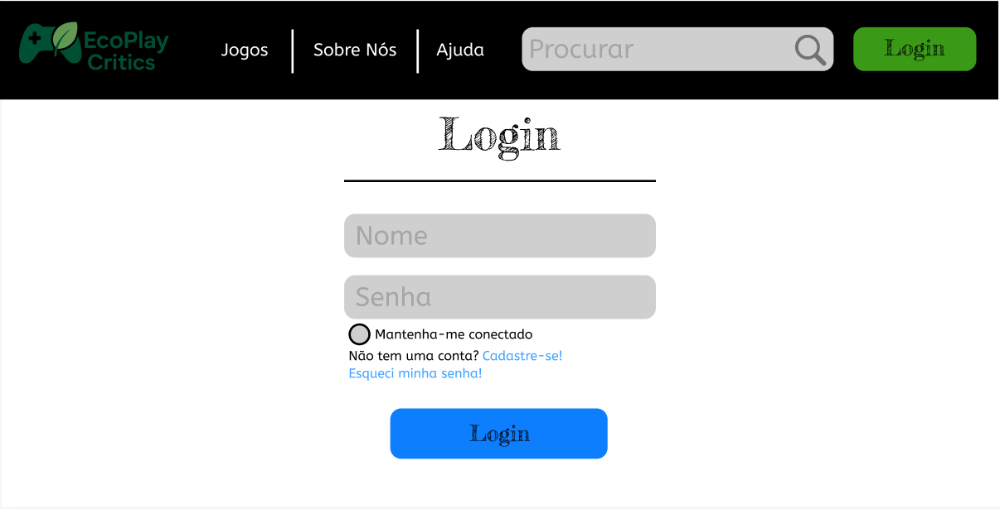 EcoPlay
Critics
Jogos
Sobre Nós
Ajuda
Procurar
Login
Login
Nome
Senha
Mantenha-me conectado
Não tem uma conta? Cadastre-se!
Esqueci minha senha!
Login